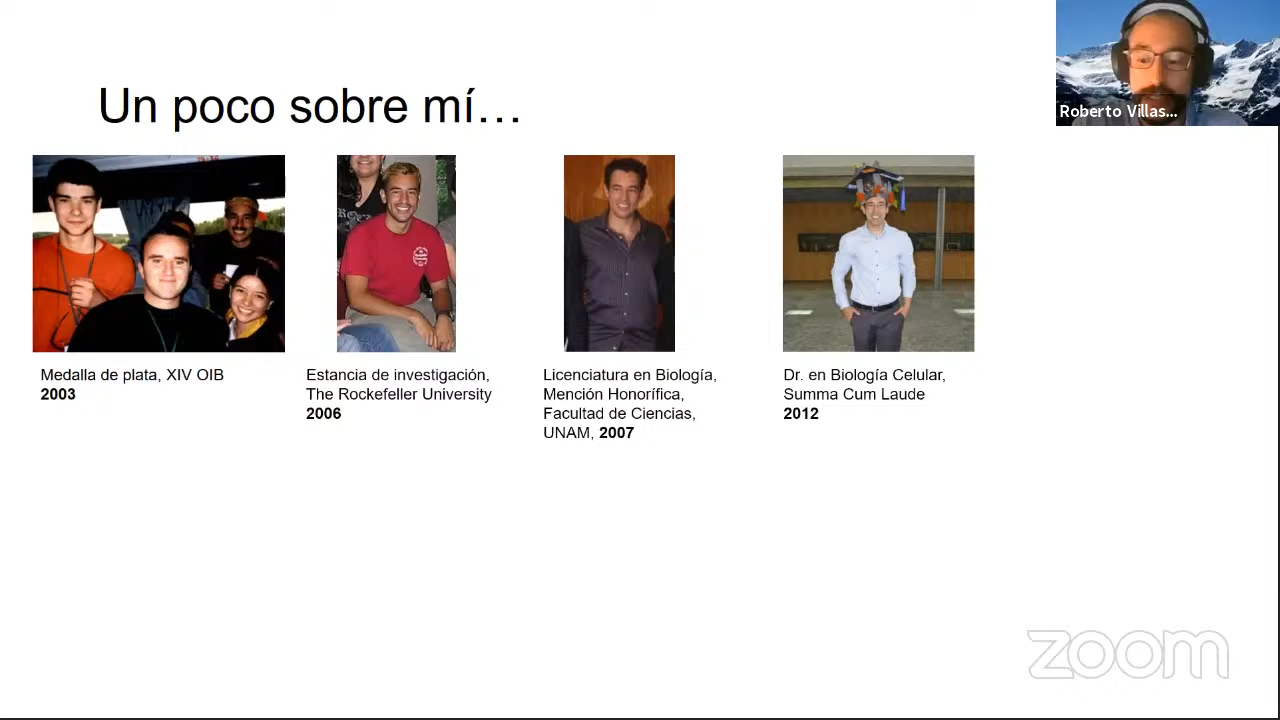 Un poco sobre mí…
Roberto Villas...
Medalla de plata, XIV OIB
2003
Estancia de investigación,
The Rockefeller University
2006
Licenciatura en Biología,
Mención Honorífica,
Facultad de Ciencias,
UNAM, 2007
Dr. en Biología Celular,
Summa Cum Laude
2012
zoom